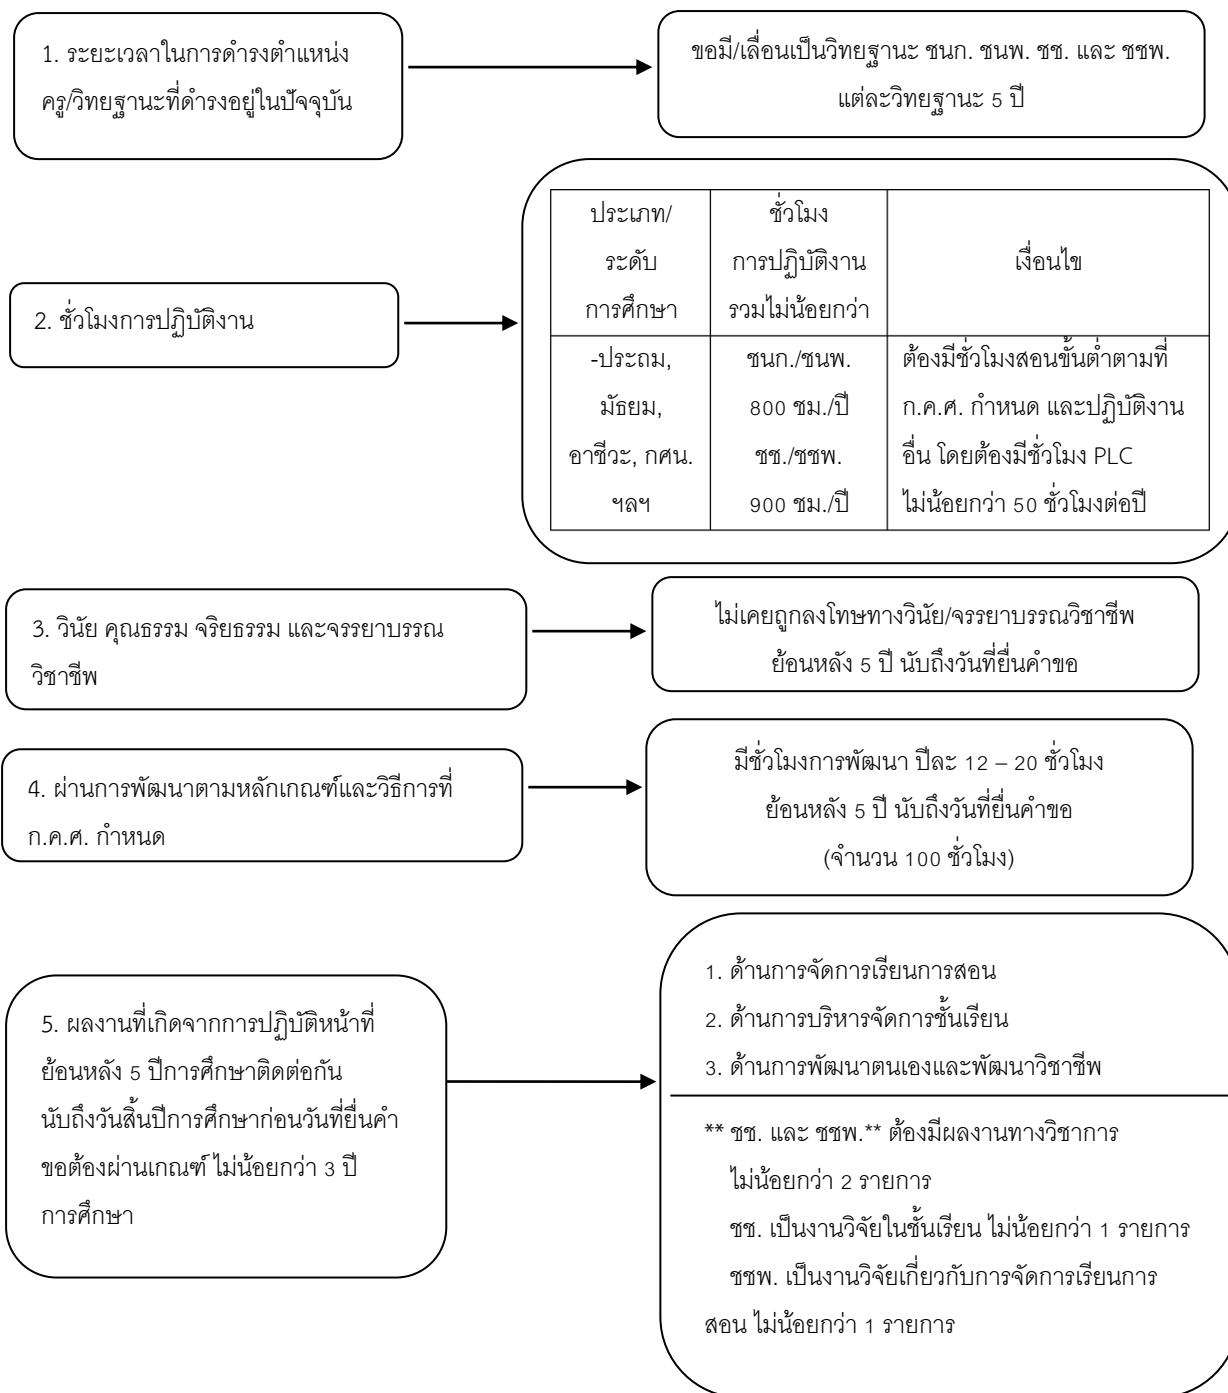 1. ระยะเวลาในการดำรงตำแหน่ง
ครู/วิทยฐานะที่ดำรงอยู่ในปัจจุบัน
ขอมี/เลื่อนเป็นวิทยฐานะ ชนก. ชนพ. ชช. และ ชชพ.
แต่ละวิทยฐานะ 5 ปี
2. ชั่วโมงการปฏิบัติงาน
ประเภท/
ระดับ
การศึกษา
ชั่วโมง
การปฏิบัติงาน
รวมไม่น้อยกว่า
เงื่อนไข
-ประถม,
มัธยม,
อาชีวะ, กศน.
ฯลฯ
ชนก./ชนพ.
800 ชม./ปี
ชช./ชชพ.
900 ชม./ปี
ต้องมีชั่วโมงสอนขั้นต่ำตามที่
ก.ค.ศ. กำหนด และปฏิบัติงาน
อื่น โดยต้องมีชั่วโมง PLC
ไม่น้อยกว่า 50 ชั่วโมงต่อปี
3. วินัย คุณธรรม จริยธรรม และจรรยาบรรณ
วิชาชีพ
ไม่เคยถูกลงโทษทางวินัย/จรรยาบรรณวิชาชีพ
ย้อนหลัง 5 ปี นับถึงวันที่ยื่นคำขอ
4. ผ่านการพัฒนาตามหลักเกณฑ์และวิธีการที่
ก.ค.ศ. กำหนด
มีชั่วโมงการพัฒนา ปีละ 12 – 20 ชั่วโมง
ย้อนหลัง 5 ปี นับถึงวันที่ยื่นคำขอ
(จำนวน 100 ชั่วโมง)
5. ผลงานที่เกิดจากการปฏิบัติหน้าที่
ย้อนหลัง 5 ปีการศึกษาติดต่อกัน
นับถึงวันสิ้นปีการศึกษาก่อนวันที่ยื่นคำ
ขอต้องผ่านเกณฑ์ ไม่น้อยกว่า 3 ปี
การศึกษา
1. ด้านการจัดการเรียนการสอน
2. ด้านการบริหารจัดการชั้นเรียน
3. ด้านการพัฒนาตนเองและพัฒนาวิชาชีพ
** ชช. และ ชชพ.** ต้องมีผลงานทางวิชาการ
ไม่น้อยกว่า 2 รายการ
ชช. เป็นงานวิจัยในชั้นเรียน ไม่น้อยกว่า 1 รายการ
ชชพ. เป็นงานวิจัยเกี่ยวกับการจัดการเรียนการ
สอน ไม่น้อยกว่า 1 รายการ